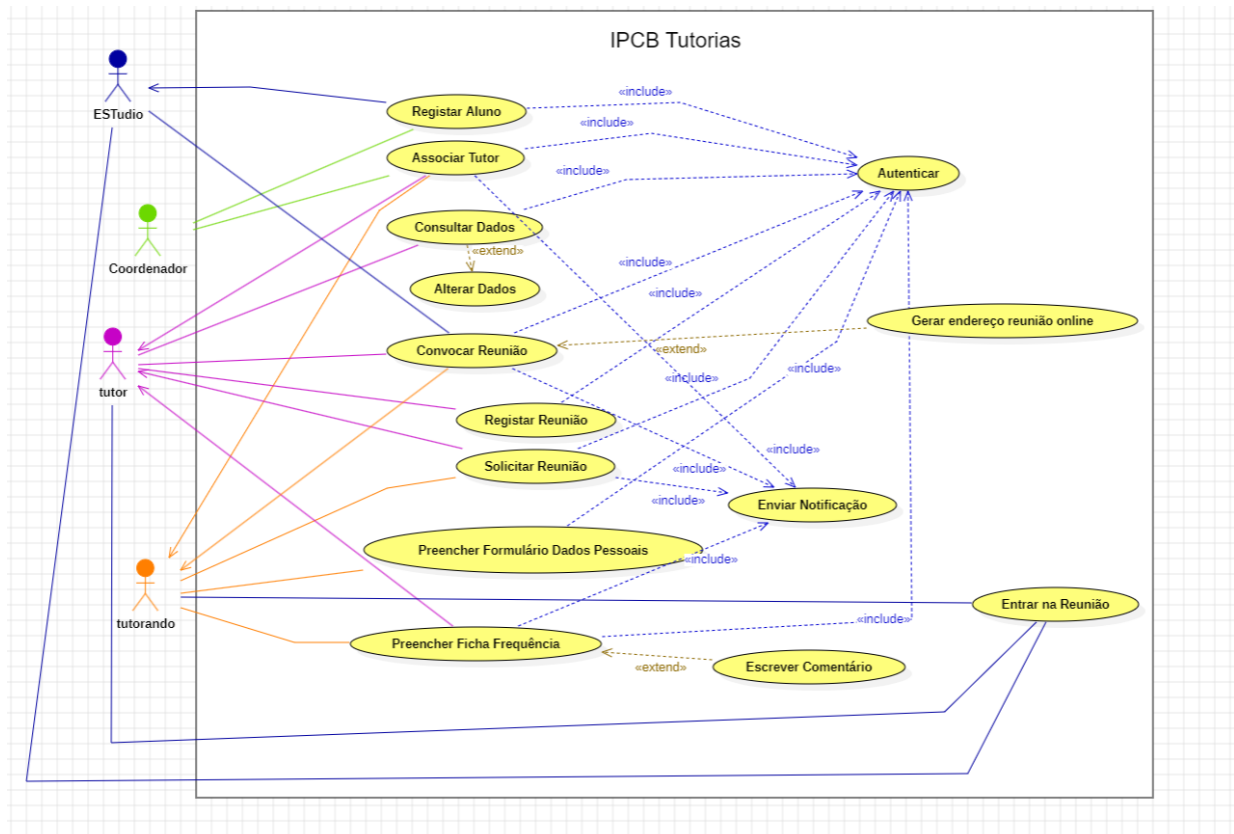 IPCB Tutorias
ESTudio
Registar Aluno
«include»
Associar Tutor
«include»
Autenticar
«include»
Coordenador
Consultar Dados
«extend»
«include»
Alterar Dados
«include»
Gerar endereço reunião online
Convocar Reunião
«extend»
tutor
«include»
«include»
Registar Reunião
Solicitar Reunião
«include»
«include»
«include»
Enviar Notificação
Preencher Formulário Dados Pessoais
«include»
tutorando
Entrar na Reunião
«include»
Preencher Ficha Frequência
«extend»
Escrever Comentário